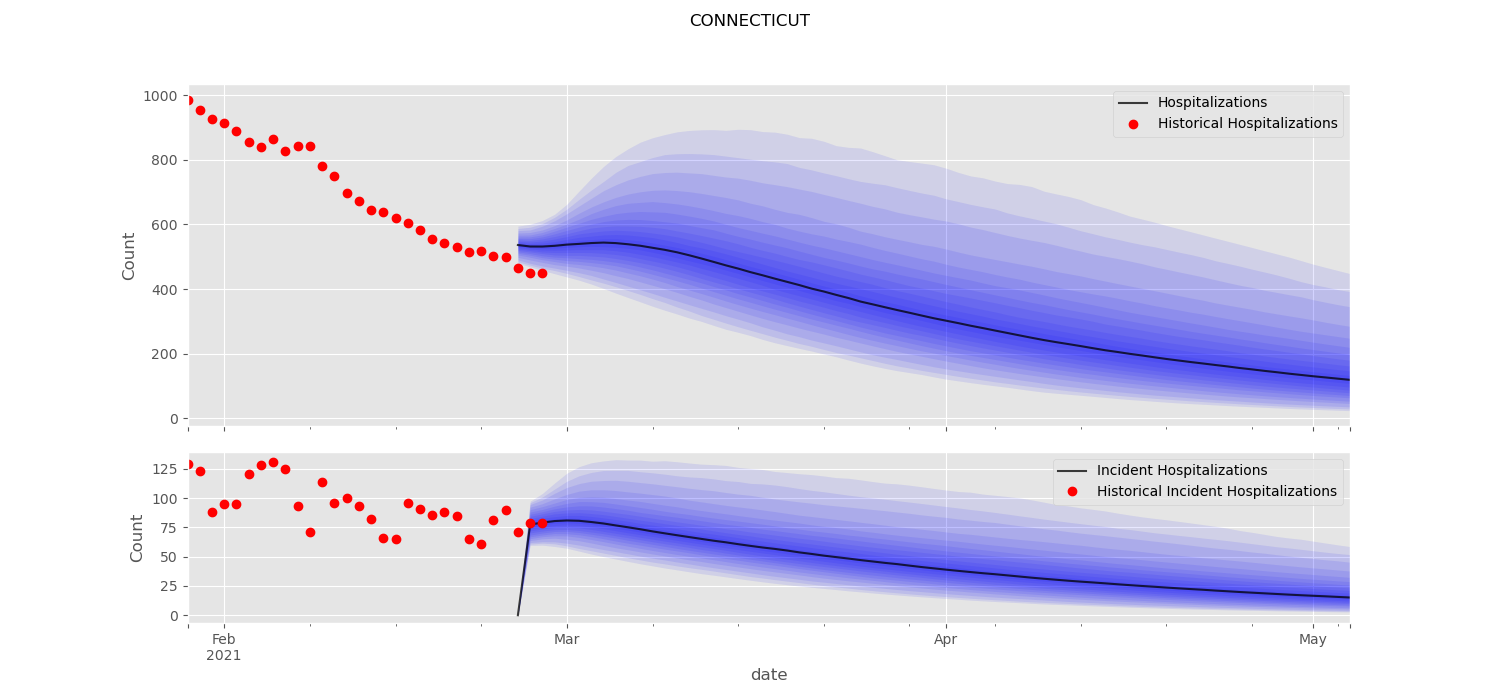 CONNECTICUT
1000
800
600
400
200
0
Count
Hospitalizations
Historical Hospitalizations
125
100
75
50
25
0
Count
Incident Hospitalizations
Historical Incident Hospitalizations
Feb
2021
Mar
Apr
May
date